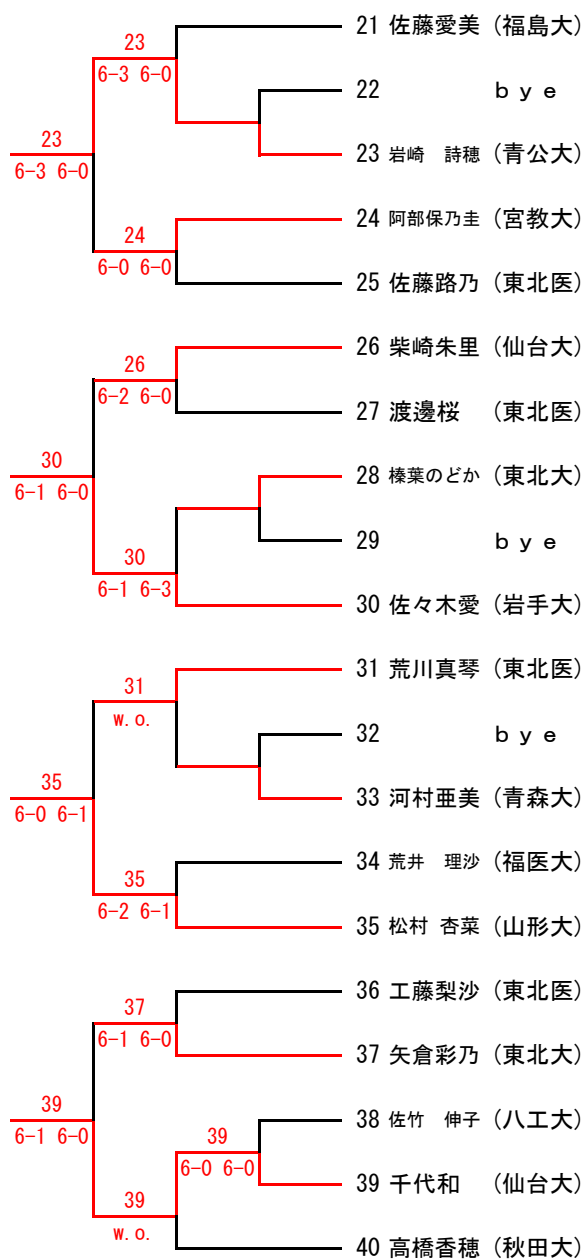 21 佐藤愛美 (福島大)
23
6-3 6-0
22 ｂｙｅ
23
6-3 6-0
23 岩崎　詩穂 (青公大)
24 阿部保乃圭 (宮教大)
24
6-0 6-0
25 佐藤路乃 (東北医)
26 柴崎朱里 (仙台大)
26
6-2 6-0
27 渡邊桜 (東北医)
30
6-1 6-0
28 榛葉のどか (東北大)
29 ｂｙｅ
30
6-1 6-3
30 佐々木愛 (岩手大)
31 荒川真琴 (東北医)
31
w.o.
32 ｂｙｅ
35
6-0 6-1
33 河村亜美 (青森大)
34 荒井　理沙 (福医大)
35
6-2 6-1
35 松村 杏菜 (山形大)
36 工藤梨沙 (東北医)
37
6-1 6-0
37 矢倉彩乃 (東北大)
39
6-1 6-0
38 佐竹　伸子 (八工大)
39
6-0 6-0
39 千代和 (仙台大)
39
w.o.
40 高橋香穂 (秋田大)